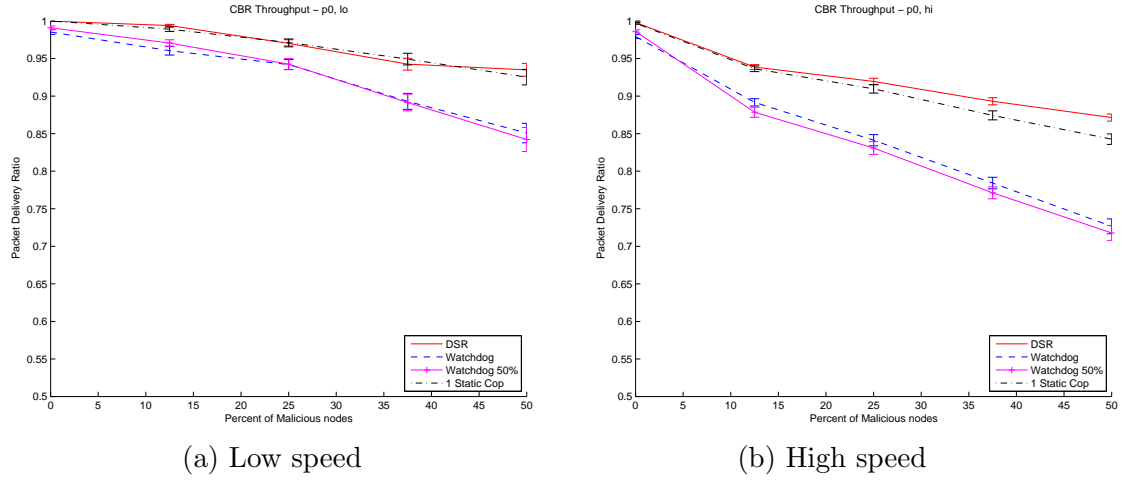 CBR Throughput – p0, lo
1
0.95
0.9
0.85
0.8
0.75
0.7
0.65
0.6
0.55
0.5
Packet Delivery Ratio
DSR
Watchdog
Watchdog 50%
1 Static Cop
0 5 10 15 20 25 30 35 40 45 50
Percent of Malicious nodes
(a) Low speed
CBR Throughput – p0, hi
1
0.95
0.9
0.85
0.8
0.75
0.7
0.65
0.6
0.55
0.5
Packet Delivery Ratio
DSR
Watchdog
Watchdog 50%
1 Static Cop
0 5 10 15 20 25 30 35 40 45 50
Percent of Malicious nodes
(b) High speed